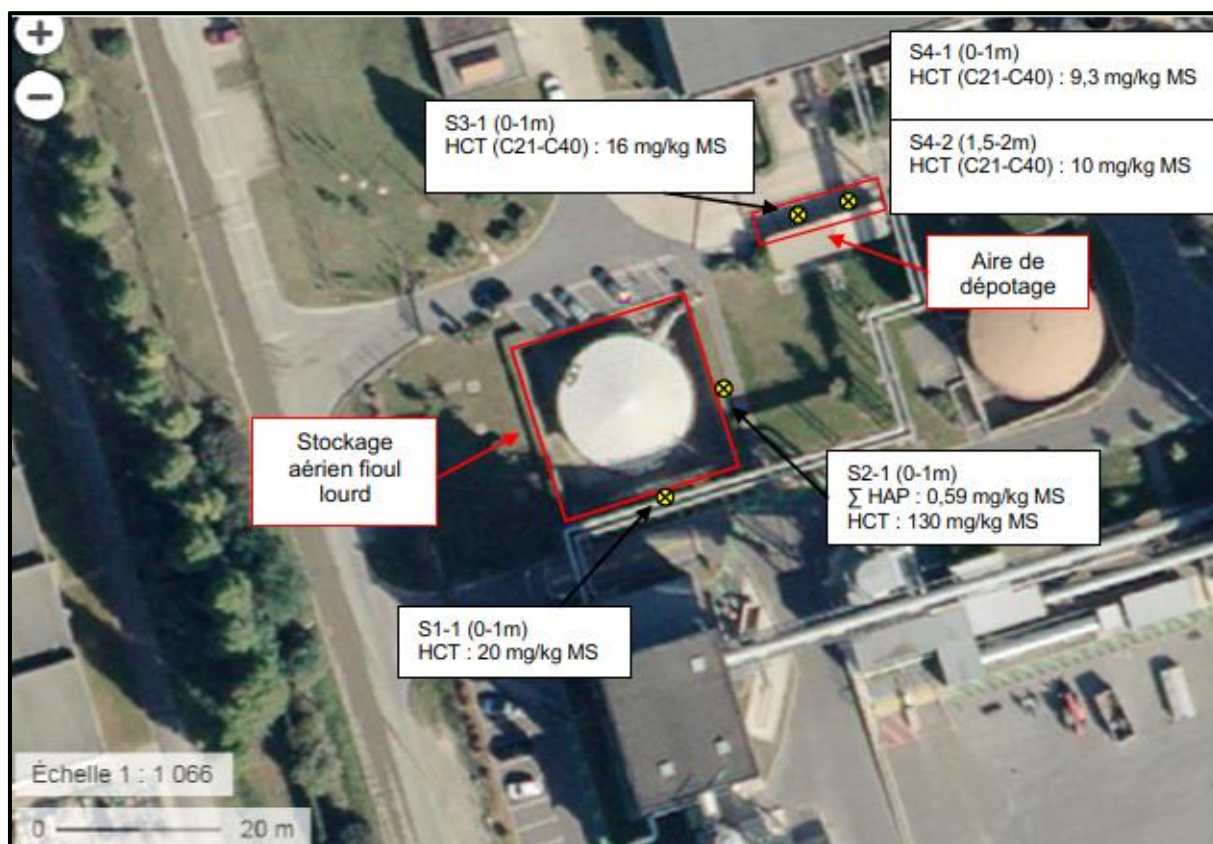 +
−
S4-1 (0-1m)
HCT (C21-C40) : 9,3 mg/kg MS
S4-2 (1,5-2m)
HCT (C21-C40) : 10 mg/kg MS
S3-1 (0-1m)
HCT (C21-C40) : 16 mg/kg MS
Aire de
dépotage
Stockage
aérien fioul
lourd
S2-1 (0-1m)
∑ HAP : 0,59 mg/kg MS
HCT : 130 mg/kg MS
S1-1 (0-1m)
HCT : 20 mg/kg MS
Échelle 1 : 1 066
0 20 m